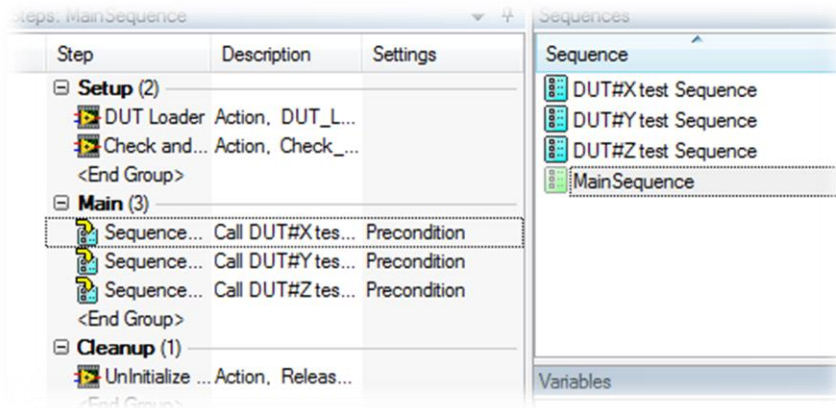 Steps: MainSequence
Step Description Settings
Setup (2)
DUT Loader Action, DUT_L...
Check and... Action, Check_...
<End Group>
Main (3)
Sequence... Call DUT#X tes... Precondition
Sequence... Call DUT#Y tes... Precondition
Sequence... Call DUT#Z tes... Precondition
<End Group>
Cleanup (1)
UnInitialize ... Action, Releas...
<End Group>
Sequences
Sequence
DUT#X test Sequence
DUT#Y test Sequence
DUT#Z test Sequence
MainSequence
Variables